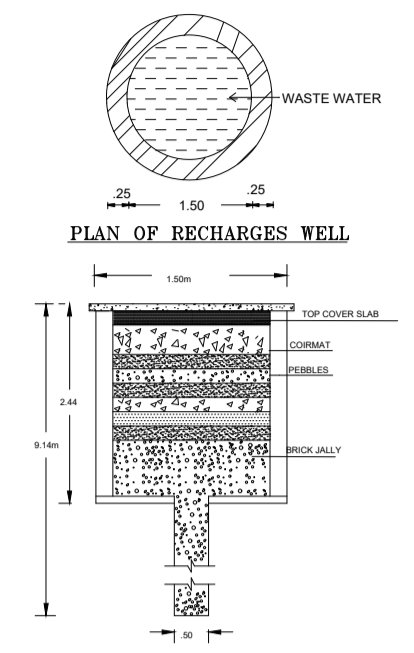 WASTE WATER
.25
1.50
.25
PLAN OF RECHARGES WELL
1.50m
TOP COVER SLAB
COIRMAT
PEBBLES
2.44
9.14m
BRICK JALLY
.50